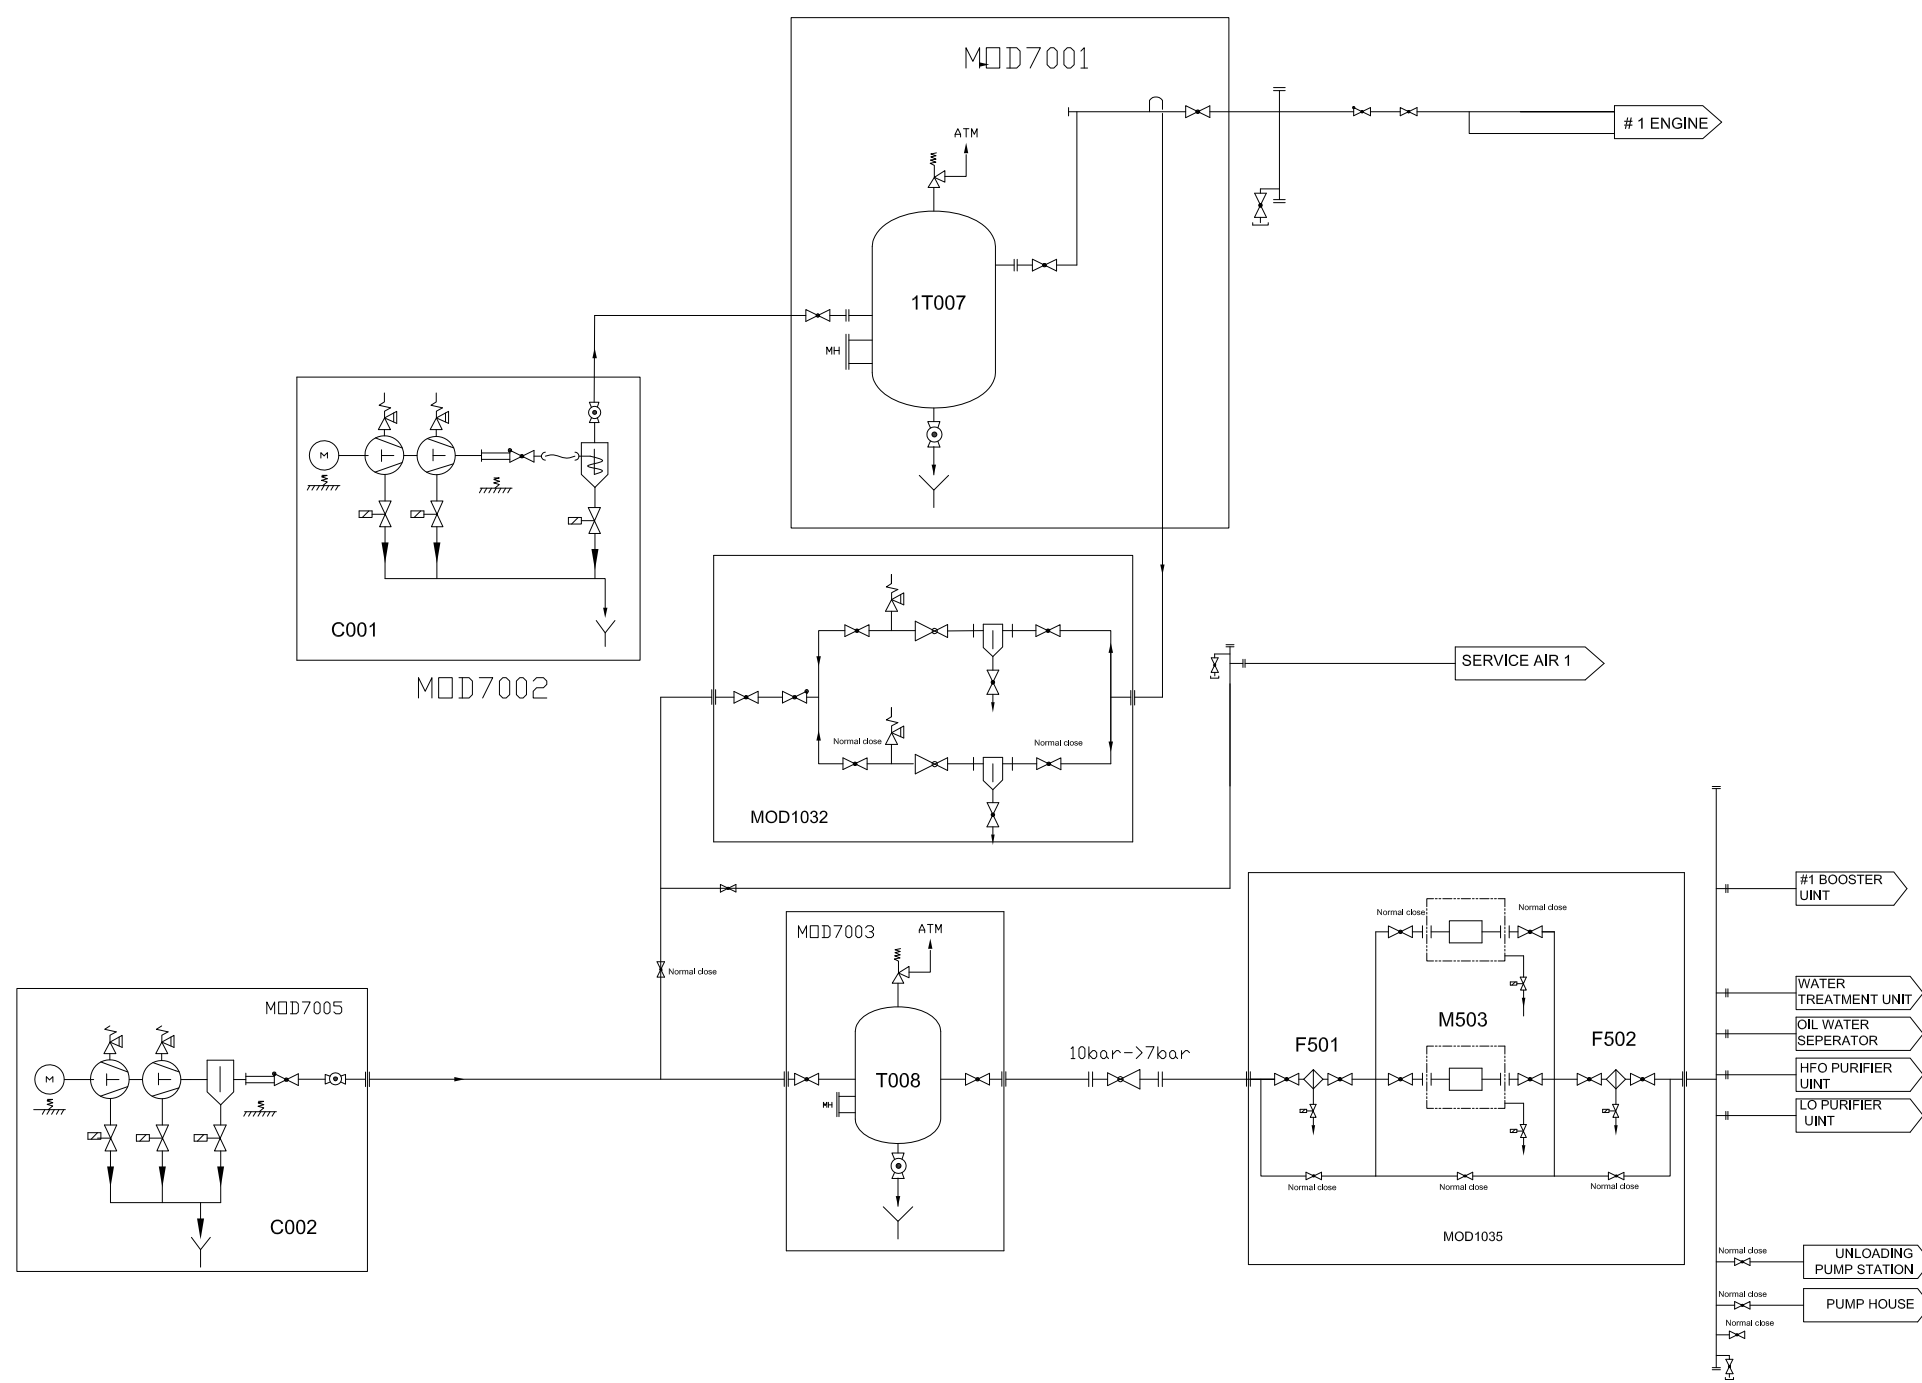 MOD7001
# 1 ENGINE
ATM
1T007
MH
M
C001
MOD7002
SERVICE AIR 1
Normal close
Normal close
MOD1032
#1 BOOSTER
UINT
Normal close
Normal close
MOD7003
ATM
Normal close
WATER
TREATMENT UNIT
MOD7005
M503
OIL WATER
SEPERATOR
F501
F502
10bar->7bar
HFO PURIFIER
UINT
M
T008
MH
LO PURIFIER
UINT
Normal close
Normal close
Normal close
C002
MOD1035
Normal close
UNLOADING
PUMP STATION
Normal close
PUMP HOUSE
Normal close